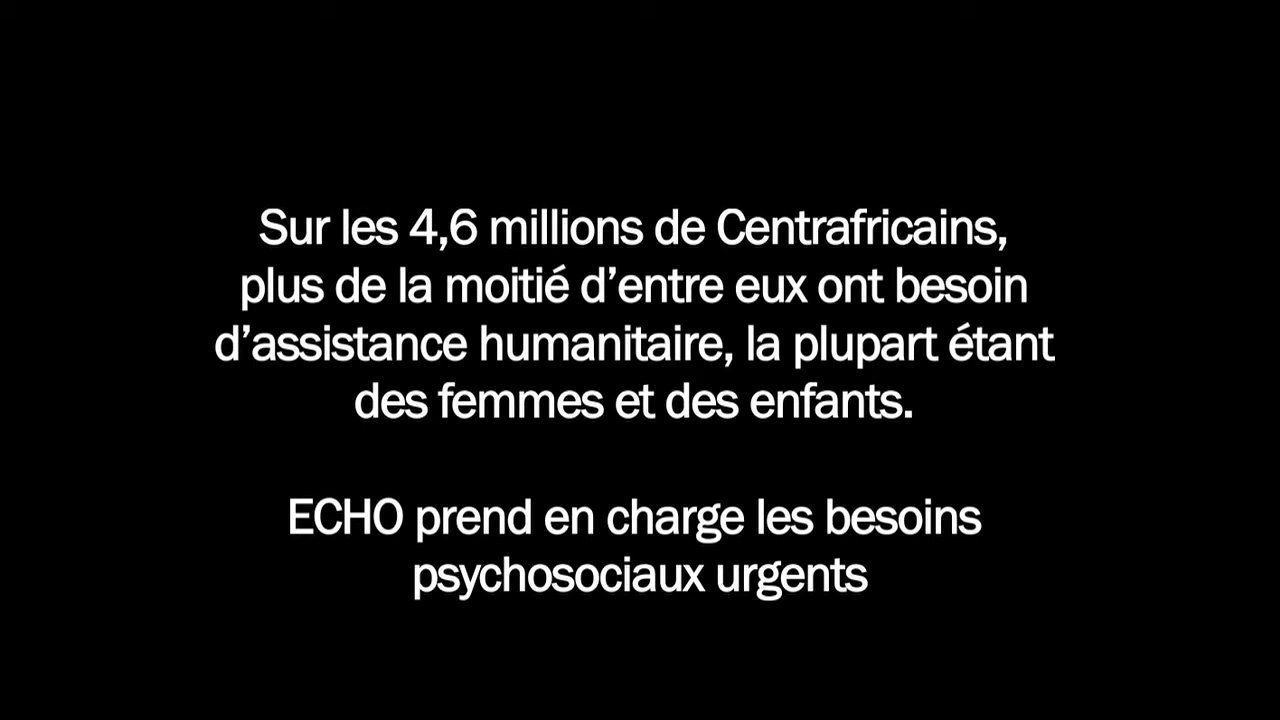 Sur les 4,6 millions de Centrafricains,
plus de la moitié d’entre eux ont besoin
d’assistance humanitaire, la plupart étant
des femmes et des enfants.
ECHO prend en charge les besoins
psychosociaux urgents